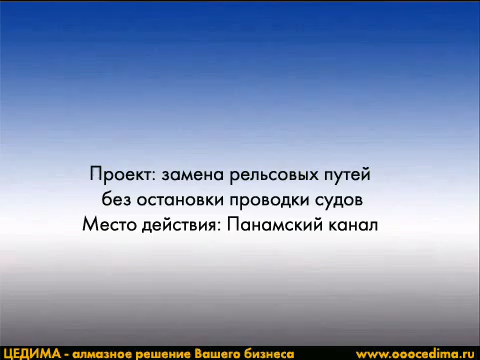 Проект: замена рельсовых путей
без остановки проводки судов
Место действия: Панамский канал
ЦЕДИМА - алмазное решение Вашего бизнеса www.ooocedima.ru